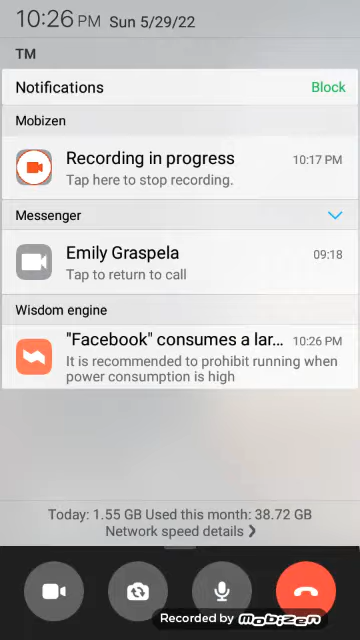 10:26 PM Sun 5/29/22
TM
Notifications Block
Mobizen
Recording in progress 10:17 PM
Tap here to stop recording.
Messenger
Emily Graspela 09:18
Tap to return to call
Wisdom engine
"Facebook" consumes a lar... 10:26 PM
It is recommended to prohibit running when
power consumption is high
Today: 1.55 GB Used this month: 38.72 GB
Network speed details
Recorded by mobizen